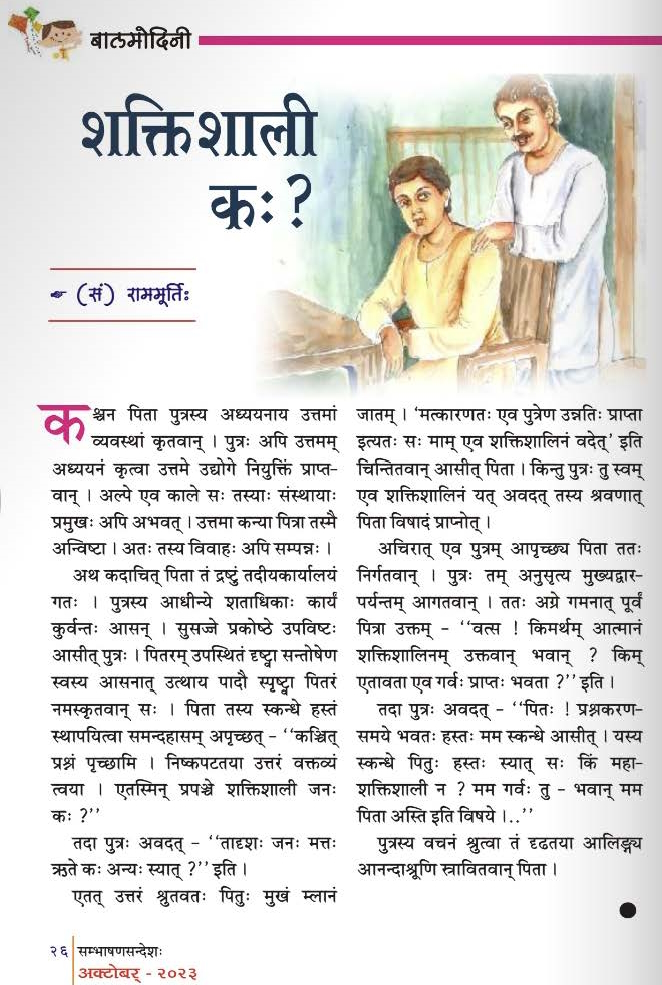 बालमोदिनी
शक्तिशाली
कः?
☛ (सं) राममूर्तिः
कश्चन पिता पुत्रस्य अध्ययनाय उत्तमां
व्यवस्थां कृतवान् । पुत्रः अपि उत्तमम्
अध्ययनं कृत्वा उत्तमे उद्योगे नियुक्तिं प्राप्त-
वान् । अल्पे एव काले सः तस्याः संस्थायाः
प्रमुखः अपि अभवत् । उत्तमा कन्या पित्रा तस्मै
अन्विष्टा । अतः तस्य विवाहः अपि सम्पन्नः ।
अथ कदाचित् पिता तं द्रष्टुं तदीयकार्यालयं
गतः । पुत्रस्य आधीन्ये शताधिकाः कार्यं
कुर्वन्तः आसन् । सुसज्जे प्रकोष्ठे उपविष्टः
आसीत् पुत्रः । पितरम् उपस्थितं दृष्ट्वा सन्तोषेण
स्वस्य आसनात् उत्थाय पादौ स्पृष्ट्वा पितरं
नमस्कृतवान् सः । पिता तस्य स्कन्धे हस्तं
स्थापयित्वा समन्दहासम् अपृच्छत् - ‘‘कञ्चित्
प्रश्नं पृच्छामि । निष्कपटतया उत्तरं वक्तव्यं
त्वया । एतस्मिन् प्रपञ्चे शक्तिशाली जनः
कः ?’’
तदा पुत्रः अवदत् - ‘‘तादृशः जनः मत्तः
ऋते कः अन्यः स्यात् ?’’ इति ।
एतत् उत्तरं श्रुतवतः पितुः मुखं म्लानं
जातम् । ‘मत्कारणतः एव पुत्रेण उन्नतिः प्राप्ता
इत्यतः सः माम् एव शक्तिशालिनं वदेत्’ इति
चिन्तितवान् आसीत् पिता । किन्तु पुत्रः तु स्वम्
एव शक्तिशालिनं यत् अवदत् तस्य श्रवणात्
पिता विषादं प्राप्नोत् ।
अचिरात् एव पुत्रम् आपृच्छ्य पिता ततः
निर्गतवान् । पुत्रः तम् अनुसृत्य मुख्यद्वार-
पर्यन्तम् आगतवान् । ततः अग्रे गमनात् पूर्वं
पित्रा उक्तम् - ‘‘वत्स ! किमर्थम् आत्मानं
शक्तिशालिनम् उक्तवान् भवान् ? किम्
एतावता एव गर्वः प्राप्तः भवता ?’’ इति ।
तदा पुत्रः अवदत् - ‘‘पितः ! प्रश्नकरण-
समये भवतः हस्तः मम स्कन्धे आसीत् । यस्य
स्कन्धे पितुः हस्तः स्यात् सः किं महा-
शक्तिशाली न ? मम गर्वः तु - भवान् मम
पिता अस्ति इति विषये ।..’’
पुत्रस्य वचनं श्रुत्वा तं दृढतया आलिङ्ग्य
आनन्दाश्रूणि स्रावितवान् पिता ।
२६ सम्भाषणसन्देशः
अक्टोबर् - २०२३